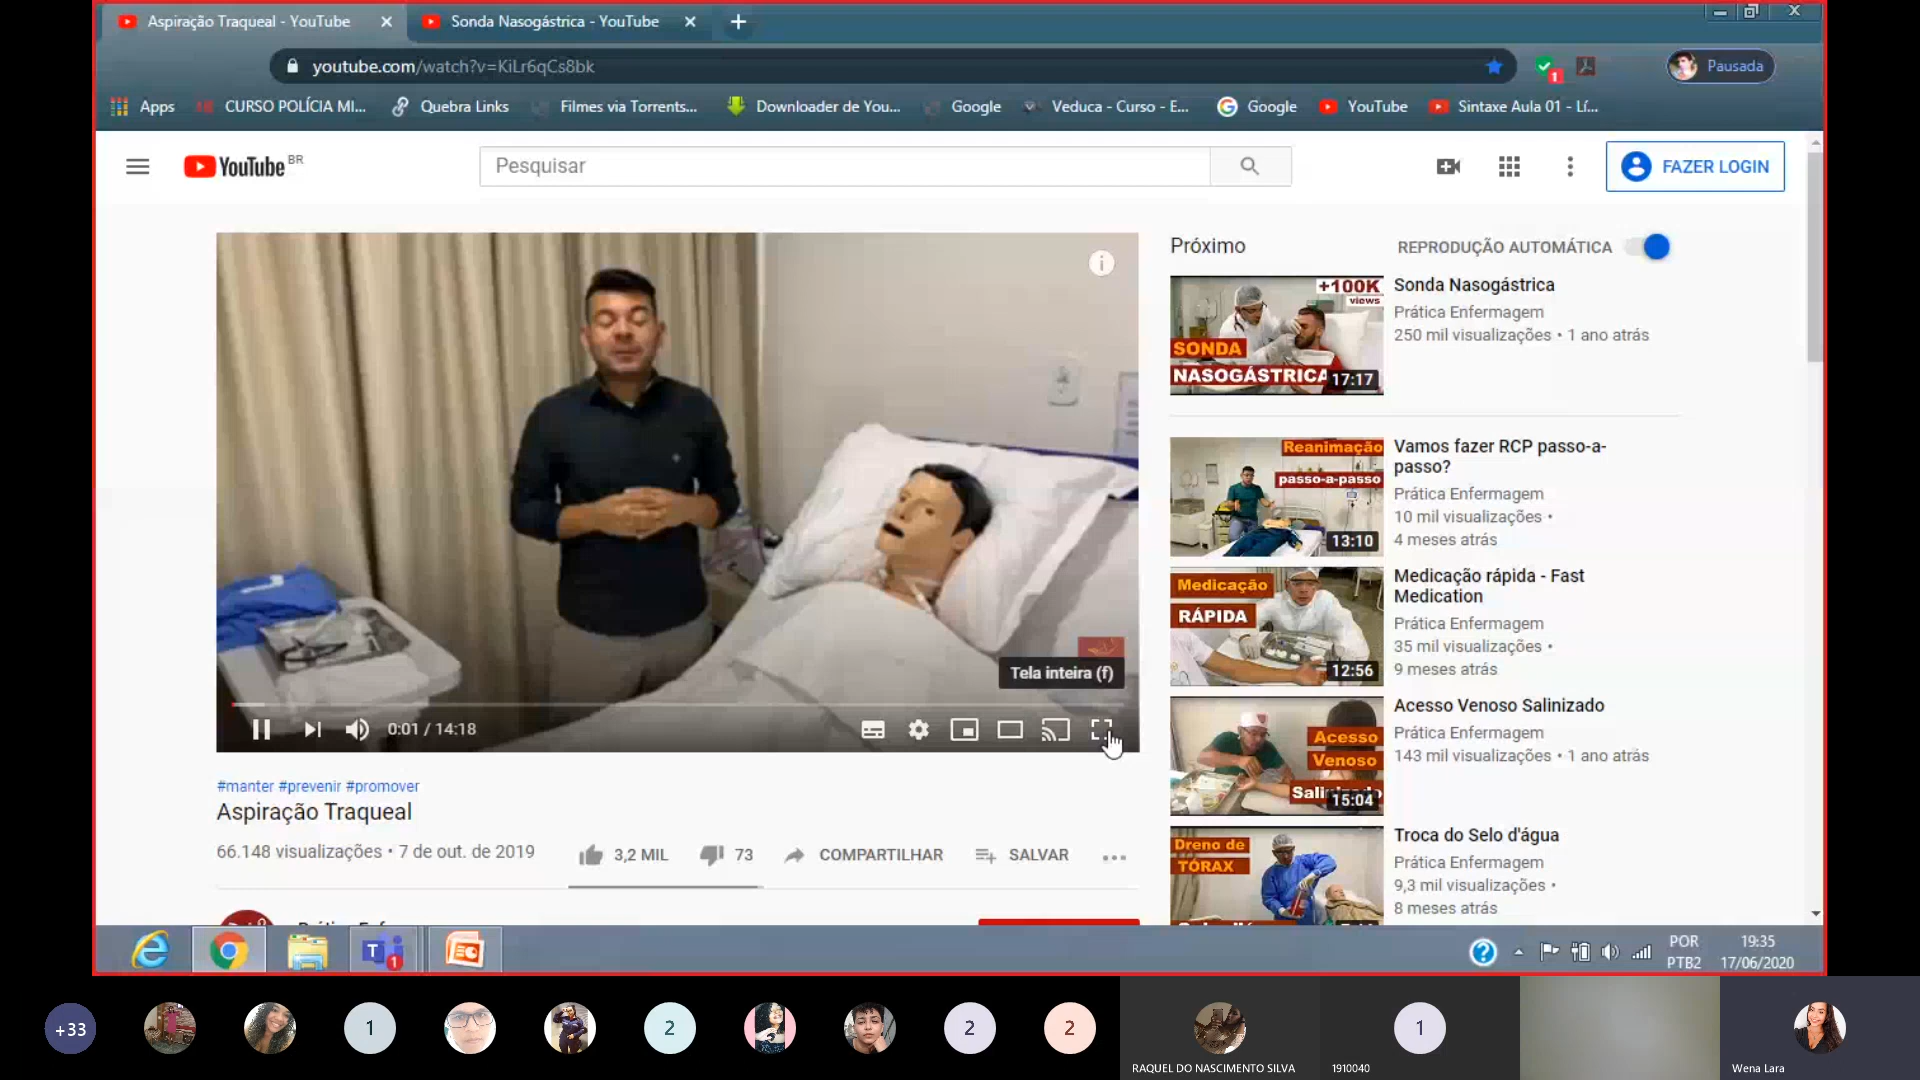 Aspiração Traqueal - YouTube
Sonda Nasogástrica - YouTube
youtube.com/watch?v=KiLr6qCs8bk
1
Pausada
Apps
CURSO POLÍCIA MI...
Quebra Links
Filmes via Torrents...
Downloader de You...
Google
Veduca - Curso - E...
Google
YouTube
Sintaxe Aula 01 - Lí...
YouTube BR
Pesquisar
FAZER LOGIN
Tela inteira (f)
0:01 / 14:18
#manter #prevenir #promover
Aspiração Traqueal
66.148 visualizações • 7 de out. de 2019
3,2 MIL
73
COMPARTILHAR
SALVAR
Próximo
REPRODUÇÃO AUTOMÁTICA
+100K
views
SONDA
NASOGÁSTRICA
17:17
Sonda Nasogástrica
Prática Enfermagem
250 mil visualizações • 1 ano atrás
Reanimação
passo-a-passo
13:10
Vamos fazer RCP passo-a-
passo?
Prática Enfermagem
10 mil visualizações •
4 meses atrás
Medicação
RÁPIDA
12:56
Medicação rápida - Fast
Medication
Prática Enfermagem
35 mil visualizações •
9 meses atrás
Acesso
Venoso
15:04
Acesso Venoso Salinizado
Prática Enfermagem
143 mil visualizações • 1 ano atrás
Dreno de
TÓRAX
Troca do Selo d'água
Prática Enfermagem
9,3 mil visualizações •
8 meses atrás
1
POR
PTB2
19:35
17/06/2020
+33
1
2
2
2
RAQUEL DO NASCIMENTO SILVA
1
1910040
Wena Lara